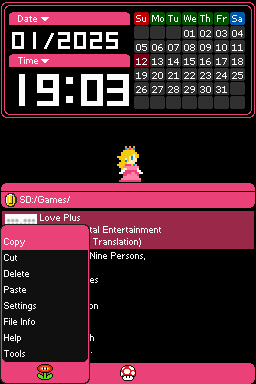 Date
01/2025
Su Mo Tu We Th Fr Sa
01 02 03 04
05 06 07 08 09 10 11
12 13 14 15 16 17 18
19 20 21 22 23 24 25
26 27 28 29 30 31
Time
19:03
SD:/Games/
Love Plus
tal Entertainment
Translation)
Nine Persons,
es
on
th
r
Copy
Cut
Delete
Paste
Settings
File Info
Help
Tools